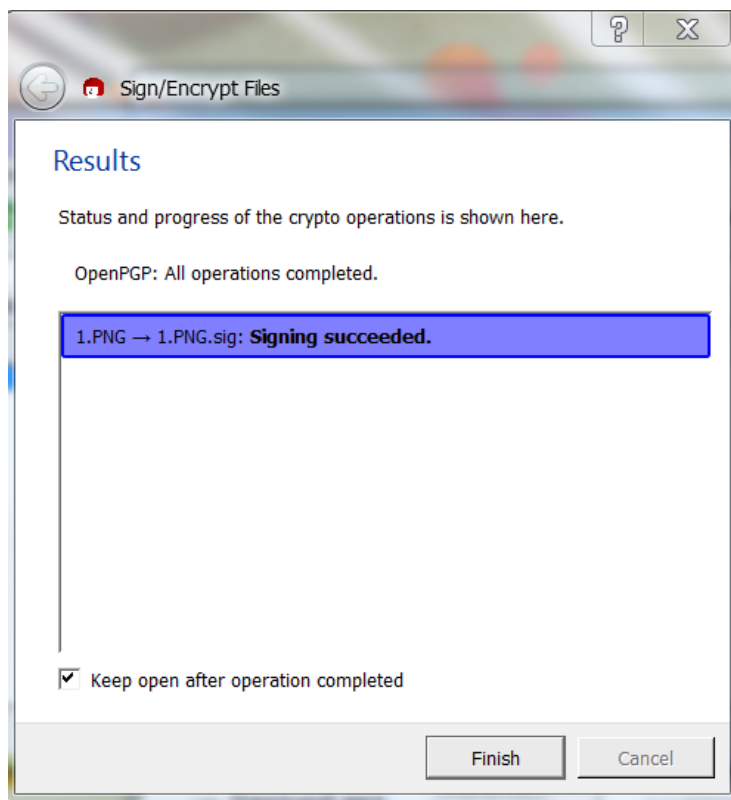 Sign/Encrypt Files
Results
Status and progress of the crypto operations is shown here.
OpenPGP: All operations completed.
1.PNG → 1.PNG.sig: Signing succeeded.
Keep open after operation completed
Finish
Cancel